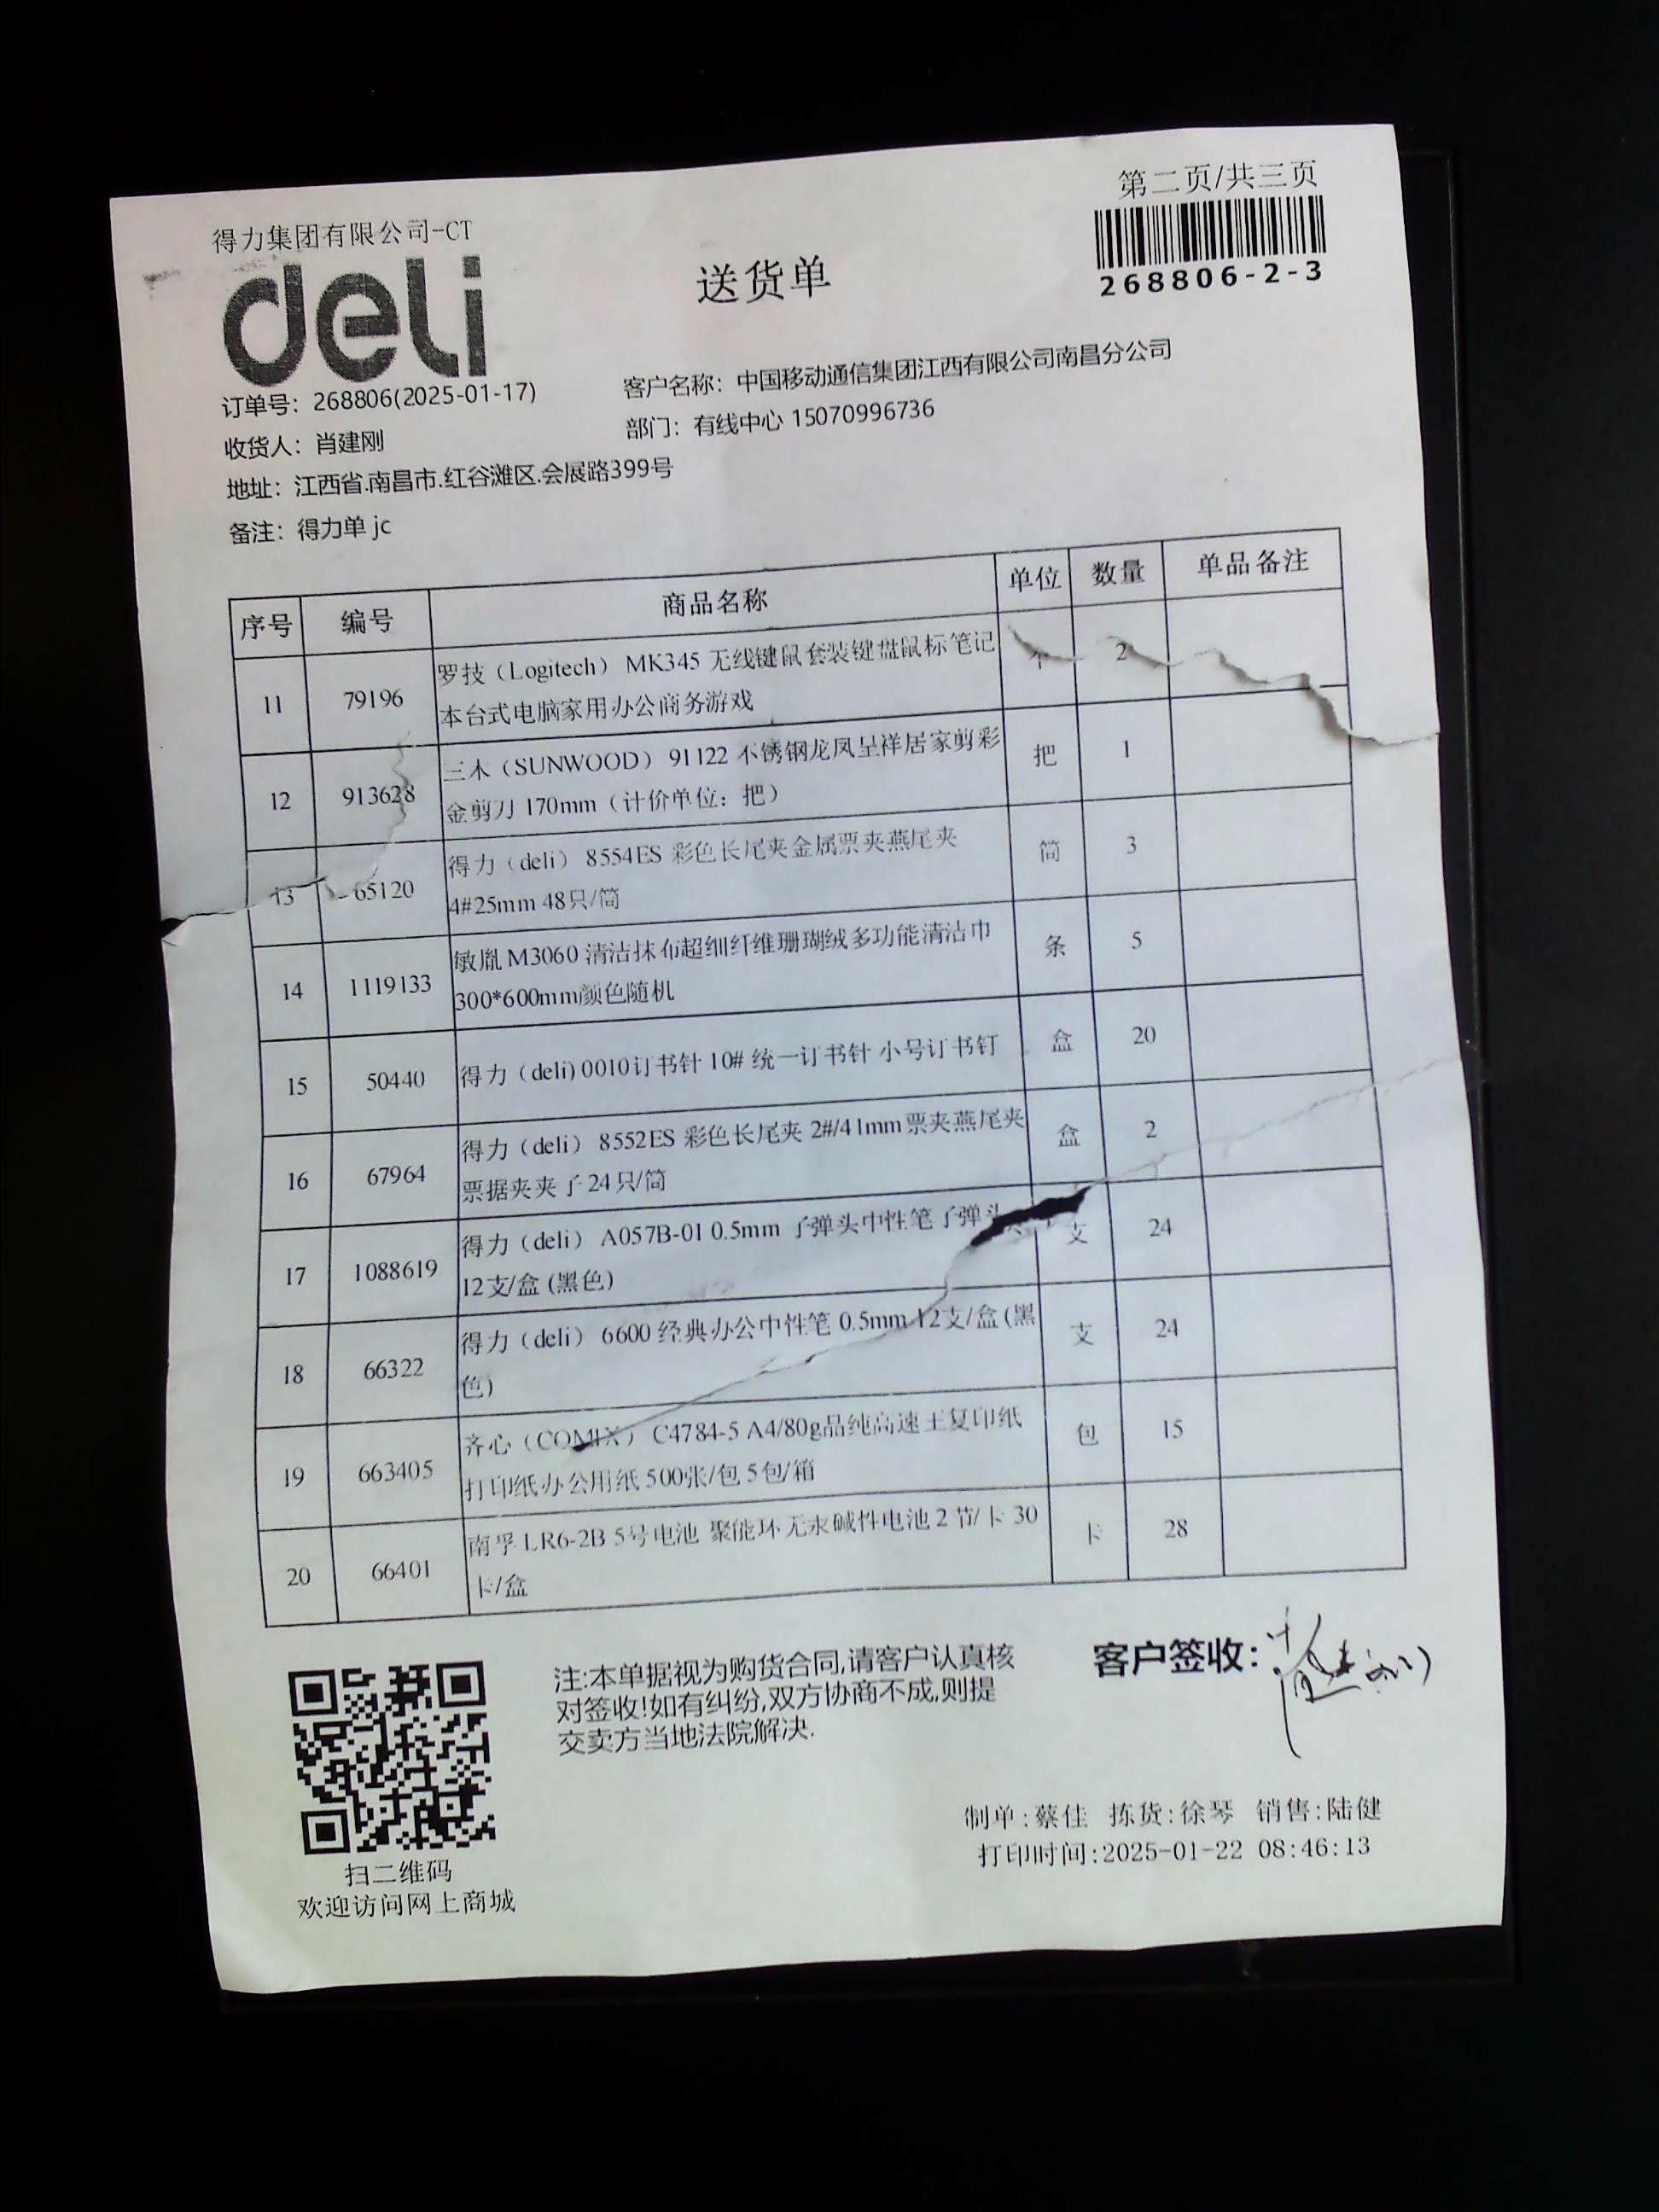 第二页/共三页
得力集团有限公司-CT
deli
送货单
268806-2-3
订单号: 268806(2025-01-17)
客户名称: 中国移动通信集团江西有限公司南昌分公司
收货人: 肖建刚
部门: 有线中心 15070996736
地址: 江西省.南昌市.红谷滩区.会展路399号
备注: 得力单 jc
序号 编号 商品名称 单位 数量 单品备注
11 79196 罗技（Logitech） MK345 无线键鼠套装键盘鼠标笔记 个 2
本台式电脑家用办公商务游戏
12 913628 三木（SUNWOOD） 91122 不锈钢龙凤呈祥居家剪彩 把 1
金剪刀 170mm（计价单位：把）
13 65120 得力（deli） 8554ES 彩色长尾夹金属票夹燕尾夹 筒 3
4#25mm 48只/筒
14 1119133 敏胤 M3060 清洁抹布超细纤维珊瑚绒多功能清洁巾 条 5
300*600mm颜色随机
15 50440 得力（deli) 0010订书针 10# 统一订书针 小号订书钉 盒 20
16 67964 得力（deli） 8552ES 彩色长尾夹 2#/41mm票夹燕尾夹 盒 2
票据夹夹子 24只/筒
17 1088619 得力（deli） A057B-01 0.5mm 子弹头中性笔 子弹头 支 24
12支/盒 (黑色)
18 66322 得力（deli） 6600 经典办公中性笔 0.5mm 12支/盒 (黑 支 24
色)
19 663405 齐心（COMIX） C4784-5 A4/80g品纯高速王复印纸 包 15
打印纸办公用纸 500张/包 5包/箱
20 66401 南孚 LR6-2B 5号电池 聚能环无汞碱性电池 2 节/卡 30 卡 28
卡/盒
注:本单据视为购货合同,请客户认真核
对签收!如有纠纷,双方协商不成,则提
交卖方当地法院解决.
客户签收: 肖建刚
制单:蔡佳 拣货:徐琴 销售:陆健
打印时间:2025-01-22 08:46:13
扫二维码
欢迎访问网上商城